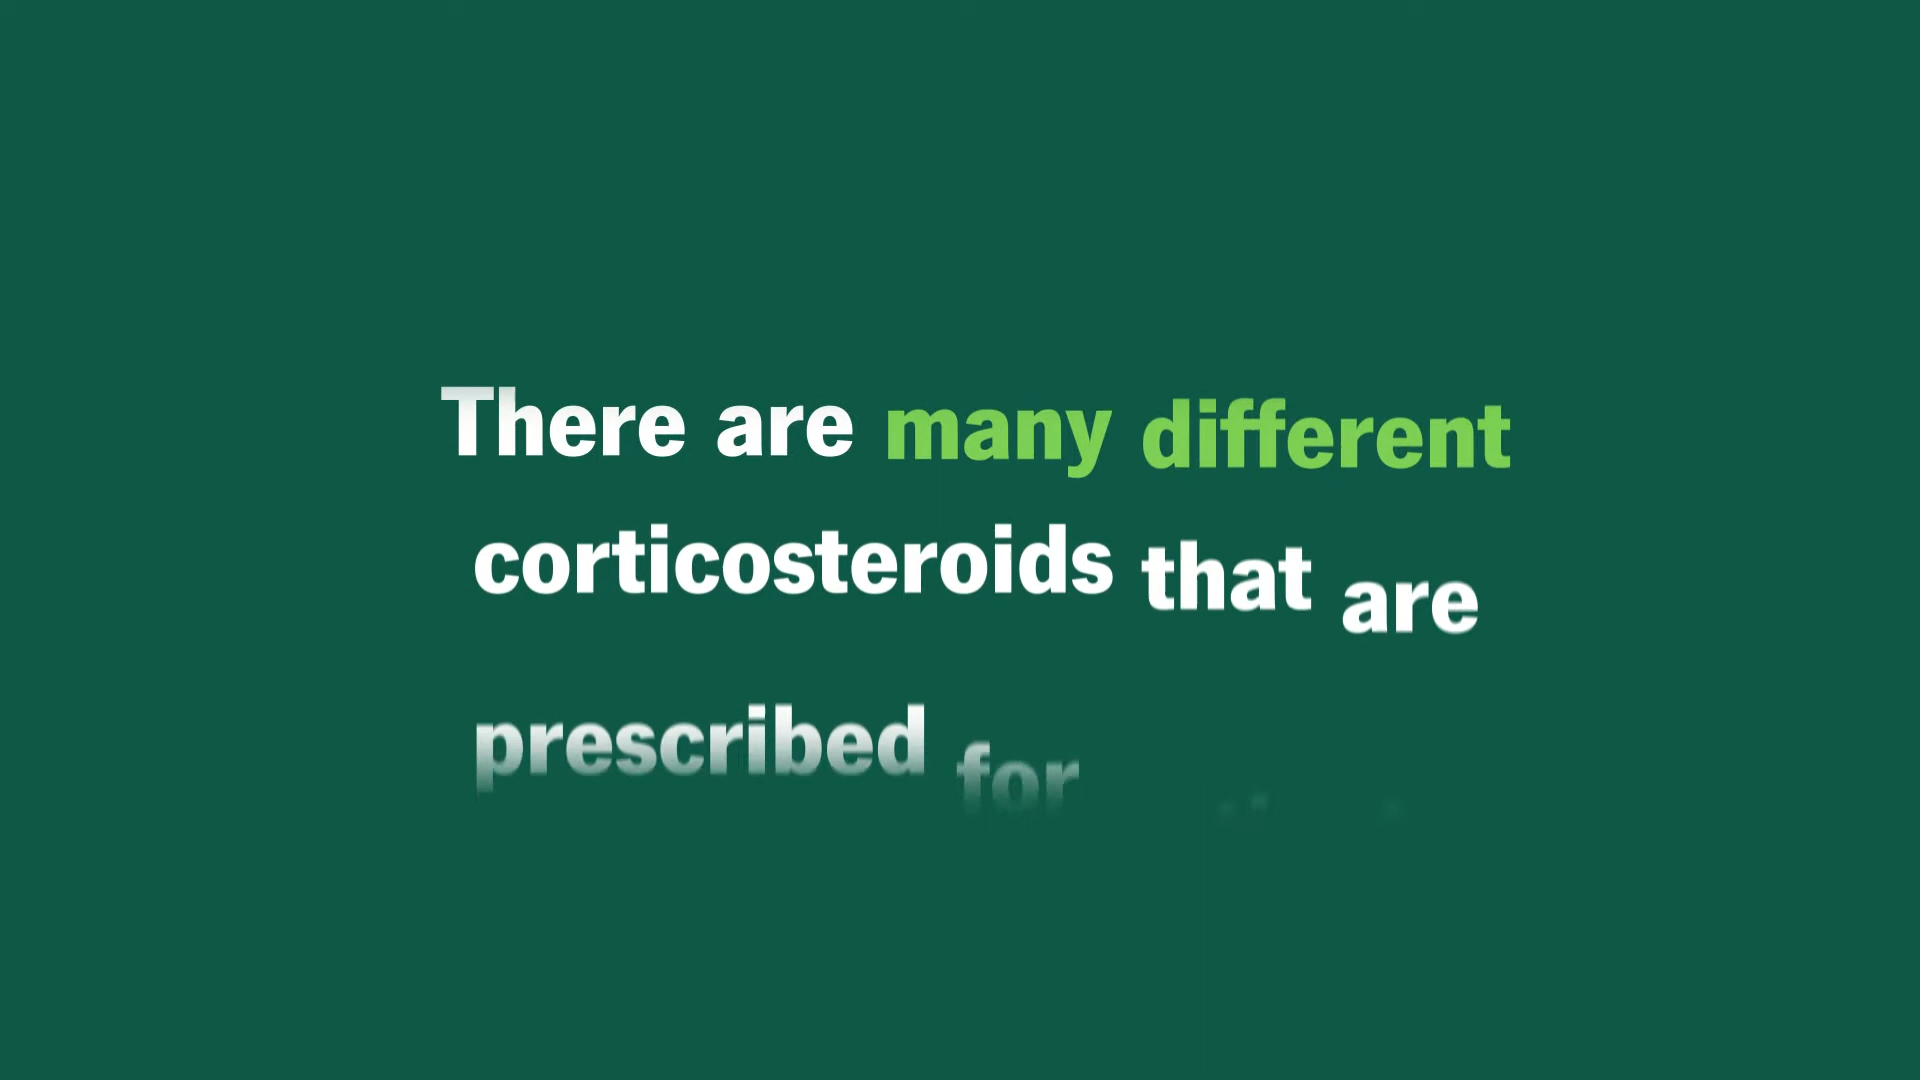 There are many different
corticosteroids that are
prescribed for